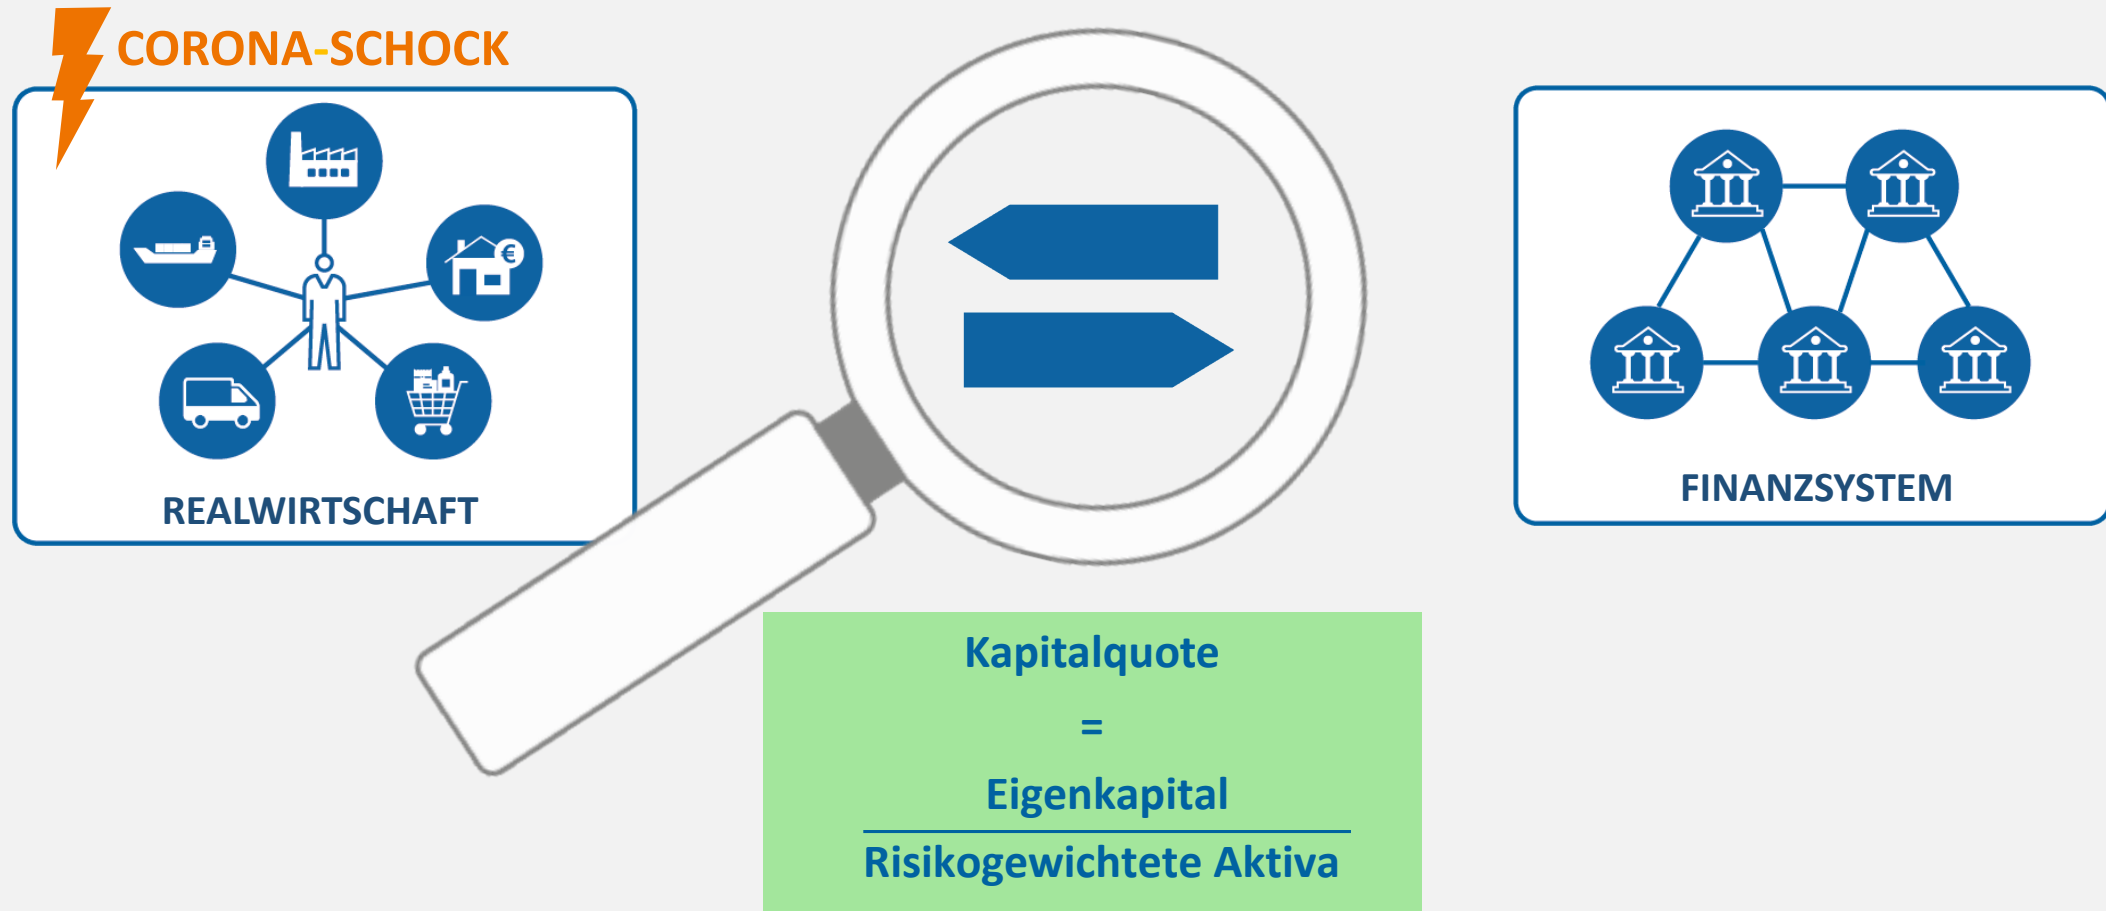 CORONA-SCHOCK
€
REALWIRTSCHAFT
FINANZSYSTEM
Kapitalquote
=
Eigenkapital
Risikogewichtete Aktiva